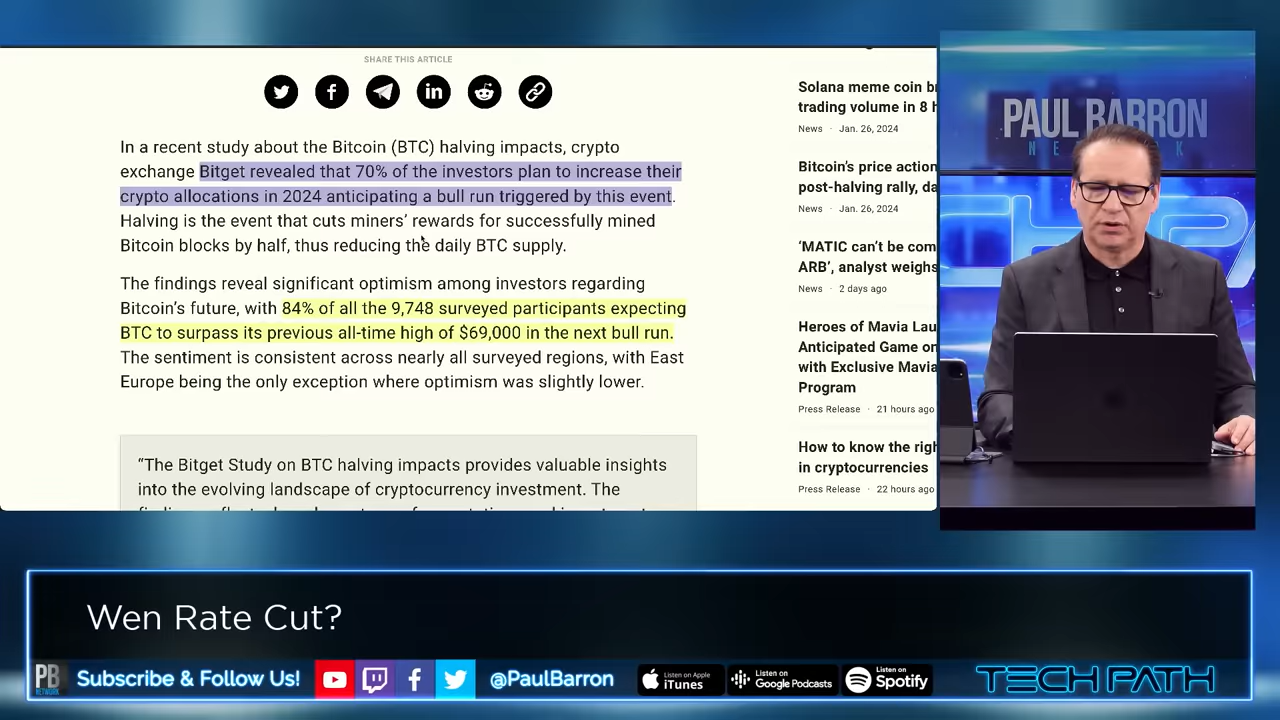 SHARE THIS ARTICLE
In a recent study about the Bitcoin (BTC) halving impacts, crypto
exchange Bitget revealed that 70% of the investors plan to increase their
crypto allocations in 2024 anticipating a bull run triggered by this event.
Halving is the event that cuts miners' rewards for successfully mined
Bitcoin blocks by half, thus reducing the daily BTC supply.
The findings reveal significant optimism among investors regarding
Bitcoin's future, with 84% of all the 9,748 surveyed participants expecting
BTC to surpass its previous all-time high of $69,000 in the next bull run.
The sentiment is consistent across nearly all surveyed regions, with East
Europe being the only exception where optimism was slightly lower.
“The Bitget Study on BTC halving impacts provides valuable insights
into the evolving landscape of cryptocurrency investment. The
Solana meme coin
trading volume in 8
News · Jan. 26, 2024
Bitcoin's price action
post-halving rally,
News · Jan. 26, 2024
‘MATIC can't be
ARB’, analyst
News · 2 days ago
Heroes of Mavia
Anticipated Game on
with Exclusive Mavia
Program
Press Release · 21 hours ago
How to know the
in cryptocurrencies
Press Release · 22 hours ago
PAUL BARRON
NETWORK
Wen Rate Cut?
PB
NETWORK
Subscribe & Follow Us!
@PaulBarron
Listen on Apple
iTunes
Listen on
Google Podcasts
Listen on
Spotify
TECH PATH